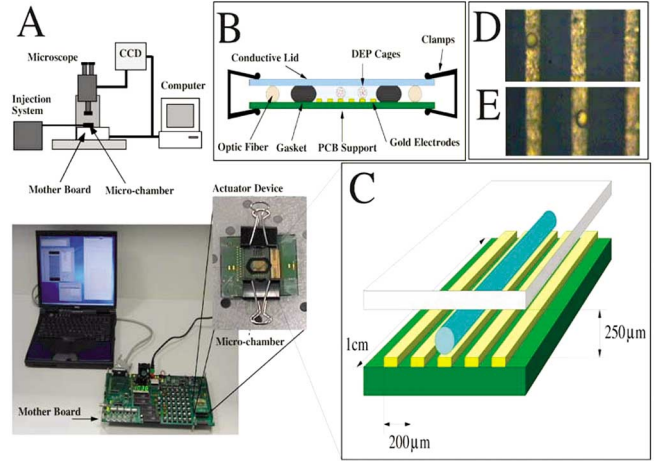 A
Microscope
CCD
Computer
Injection
System
Mother Board
Micro-chamber
B
Conductive Lid
DEP Cages
Clamps
Optic Fiber
Gasket
PCB Support
Gold Electrodes
D
E
Actuator Device
Micro-chamber
Mother Board
C
1cm
250μm
200μm